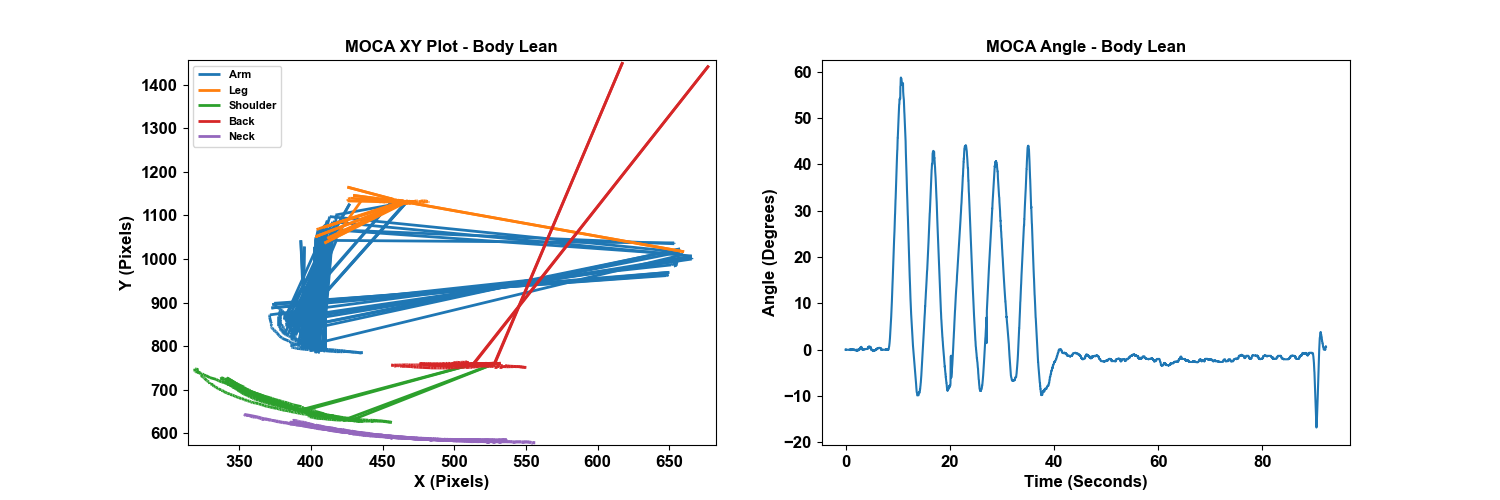 MOCA XY Plot - Body Lean
Arm
Leg
Shoulder
Back
Neck
1400
1300
1200
1100
1000
900
800
700
600
Y (Pixels)
350 400 450 500 550 600 650
X (Pixels)
MOCA Angle - Body Lean
60
50
40
30
20
10
0
−10
−20
Angle (Degrees)
0 20 40 60 80
Time (Seconds)